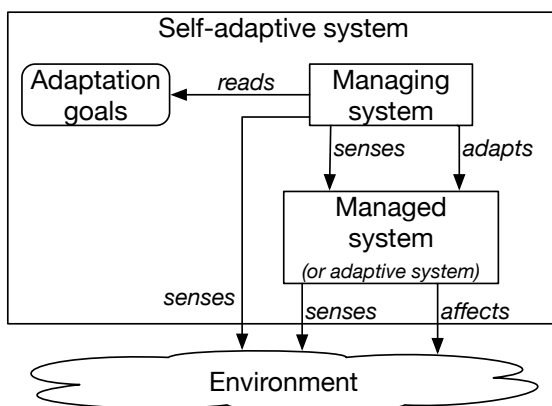 Self-adaptive system
Adaptation
goals
reads
Managing
system
senses
adapts
Managed
system
(or adaptive system)
senses
senses
affects
Environment